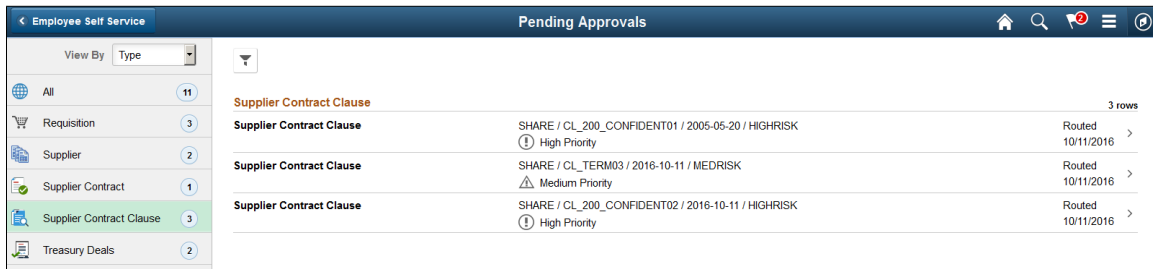 Employee Self Service
Pending Approvals
2
View By Type
All 11
Requisition 3
Supplier 2
Supplier Contract 1
Supplier Contract Clause 3
Treasury Deals 2
Supplier Contract Clause
3 rows
Supplier Contract Clause SHARE / CL_200_CONFIDENT01 / 2005-05-20 / HIGHRISK Routed
High Priority 10/11/2016
Supplier Contract Clause SHARE / CL_TERM03 / 2016-10-11 / MEDRISK Routed
Medium Priority 10/11/2016
Supplier Contract Clause SHARE / CL_200_CONFIDENT02 / 2016-10-11 / HIGHRISK Routed
High Priority 10/11/2016